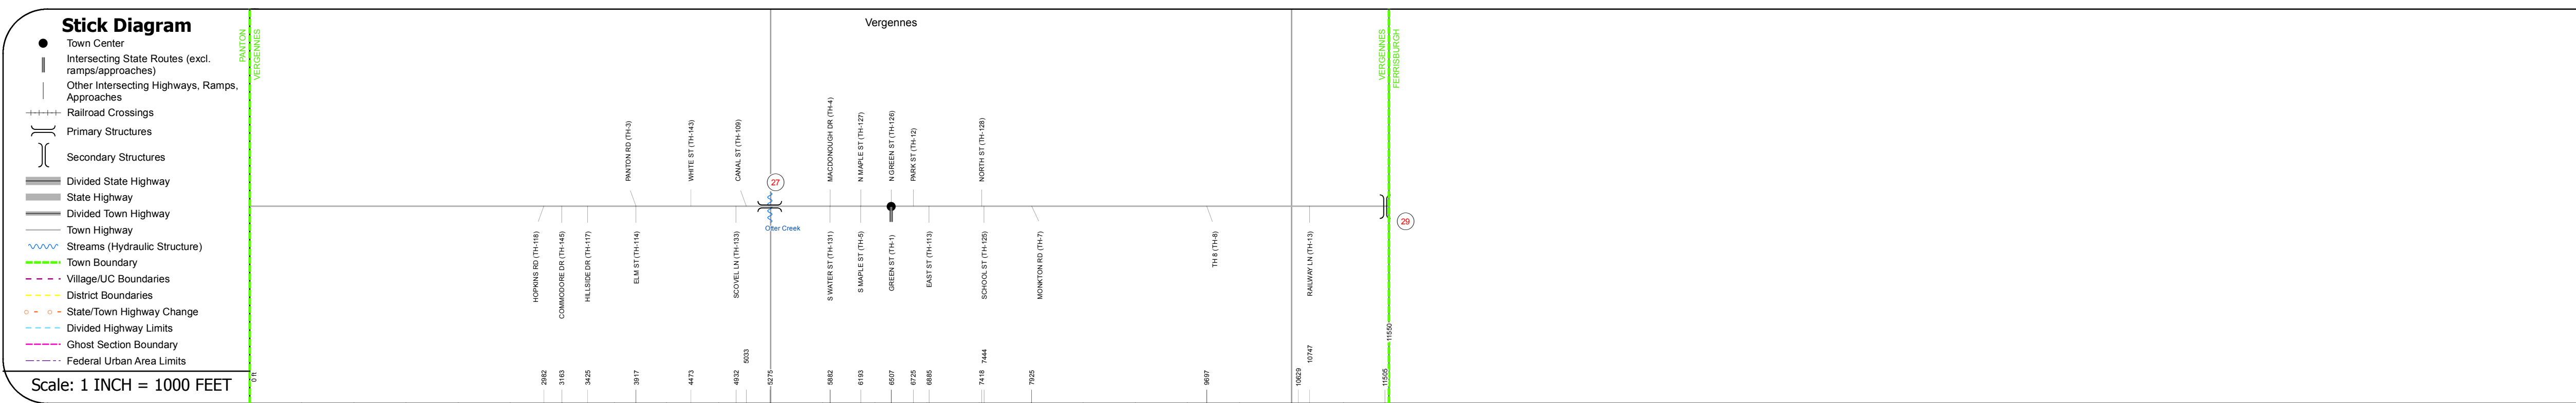 Stick Diagram
Town Center
Intersecting State Routes (excl.
ramps/approaches)
Other Intersecting Highways, Ramps,
Approaches
Railroad Crossings
Primary Structures
Secondary Structures
Divided State Highway
State Highway
Divided Town Highway
Town Highway
Streams (Hydraulic Structure)
Town Boundary
Village/UC Boundaries
District Boundaries
State/Town Highway Change
Divided Highway Limits
Ghost Section Boundary
Federal Urban Area Limits
Scale: 1 INCH = 1000 FEET
PANTON
VERGENNES
Vergennes
VERGENNES
FERRISBURGH
PANTON RD (TH-3)
WHITE ST (TH-143)
CANAL ST (TH-109)
MACDONOUGH DR (TH-4)
N MAPLE ST (TH-127)
N GREEN ST (TH-126)
PARK ST (TH-12)
NORTH ST (TH-128)
27
Otter Creek
29
HOPKINS RD (TH-118)
COMMODORE DR (TH-145)
HILLSIDE DR (TH-117)
ELM ST (TH-114)
SCOVEL LN (TH-133)
S WATER ST (TH-131)
S MAPLE ST (TH-5)
GREEN ST (TH-1)
EAST ST (TH-113)
SCHOOL ST (TH-125)
MONKTON RD (TH-7)
TH 8 (TH-8)
RAILWAY LN (TH-13)
0 ft
2982
3163
3425
3917
4473
4932
5033
5275
5882
6193
6507
6725
6885
7418
7444
7925
9697
10629
10747
11505
11550